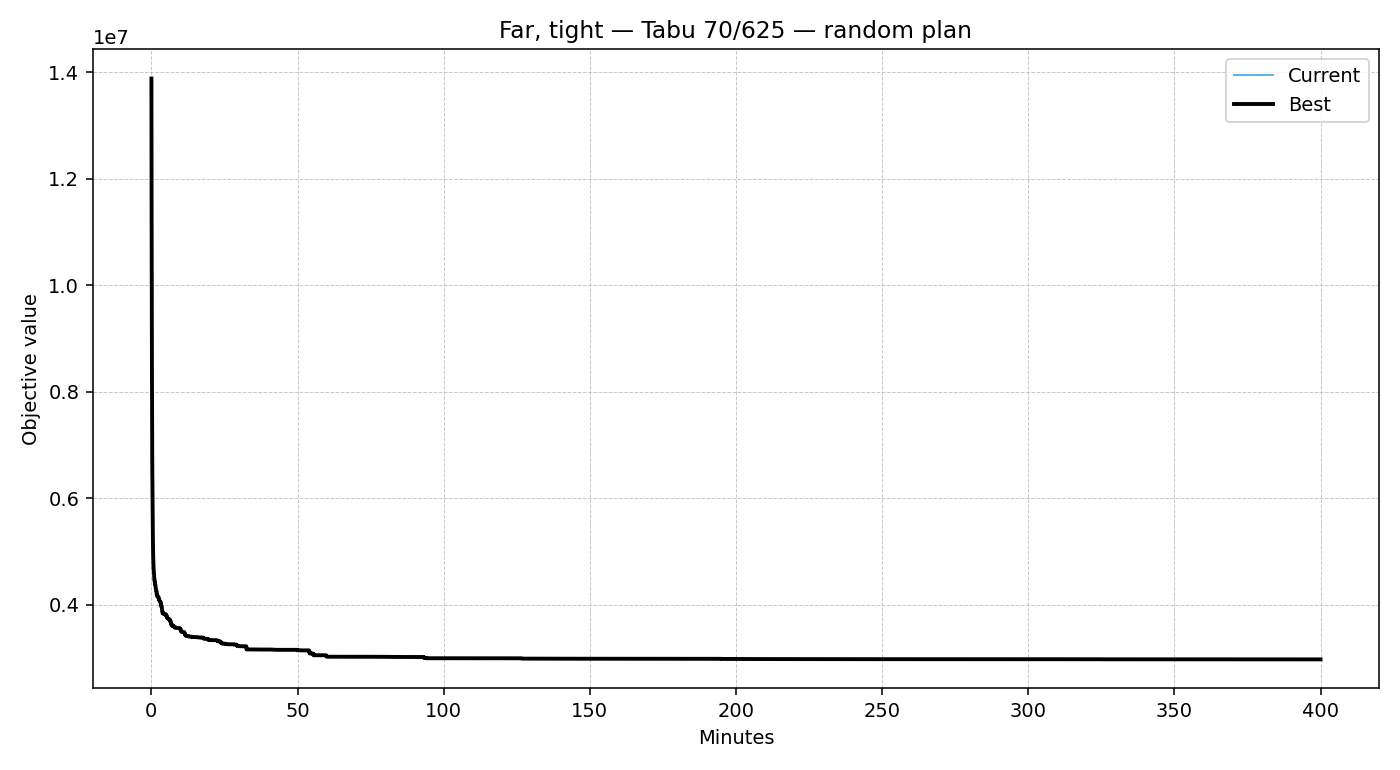 Far, tight — Tabu 70/625 — random plan
1e7
1.4
1.2
1.0
0.8
0.6
0.4
Objective value
Current
Best
0 50 100 150 200 250 300 350 400
Minutes